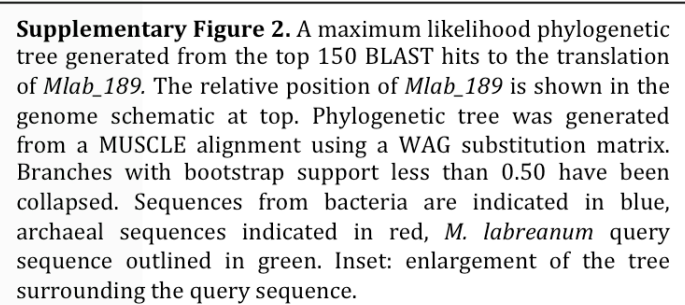 Supplementary Figure 2. A maximum likelihood phylogenetic
tree generated from the top 150 BLAST hits to the translation
of Mlab_189. The relative position of Mlab_189 is shown in the
genome schematic at top. Phylogenetic tree was generated
from a MUSCLE alignment using a WAG substitution matrix.
Branches with bootstrap support less than 0.50 have been
collapsed. Sequences from bacteria are indicated in blue,
archaeal sequences indicated in red, M. labreanum query
sequence outlined in green. Inset: enlargement of the tree
surrounding the query sequence.